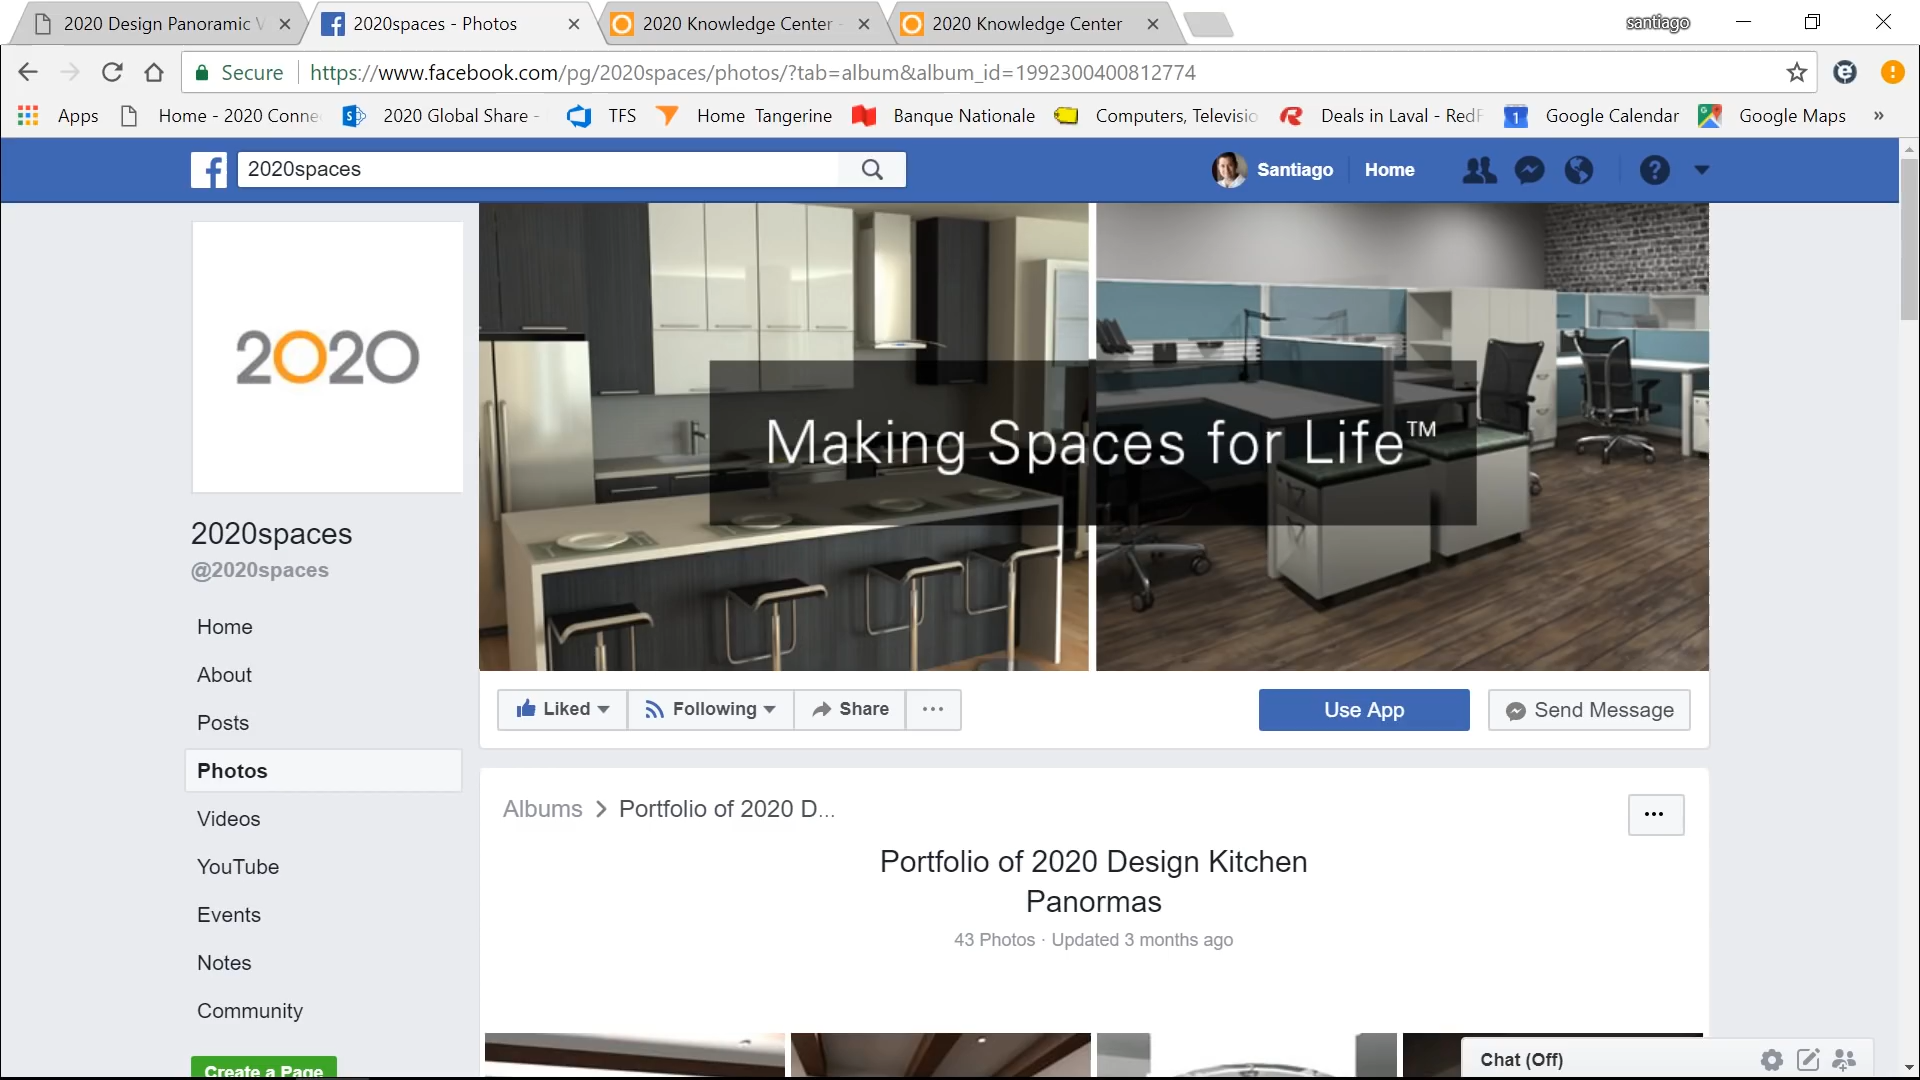 2020 Design Panoramic V
2020spaces - Photos
2020 Knowledge Center -
2020 Knowledge Center
santiago
Secure
https://www.facebook.com/pg/2020spaces/photos/?tab=album&album_id=1992300400812774
Apps
Home - 2020 Conne
2020 Global Share -
TFS
Home Tangerine
Banque Nationale
Computers, Televisio
Deals in Laval - RedF
1
Google Calendar
Google Maps
»
2020spaces
Santiago
Home
2020
Making Spaces for Life™
2020spaces
@2020spaces
Home
About
Posts
Photos
Videos
YouTube
Events
Notes
Community
Create a Page
Liked
Following
Share
Use App
Send Message
Albums > Portfolio of 2020 D...
Portfolio of 2020 Design Kitchen
Panormas
43 Photos · Updated 3 months ago
Chat (Off)